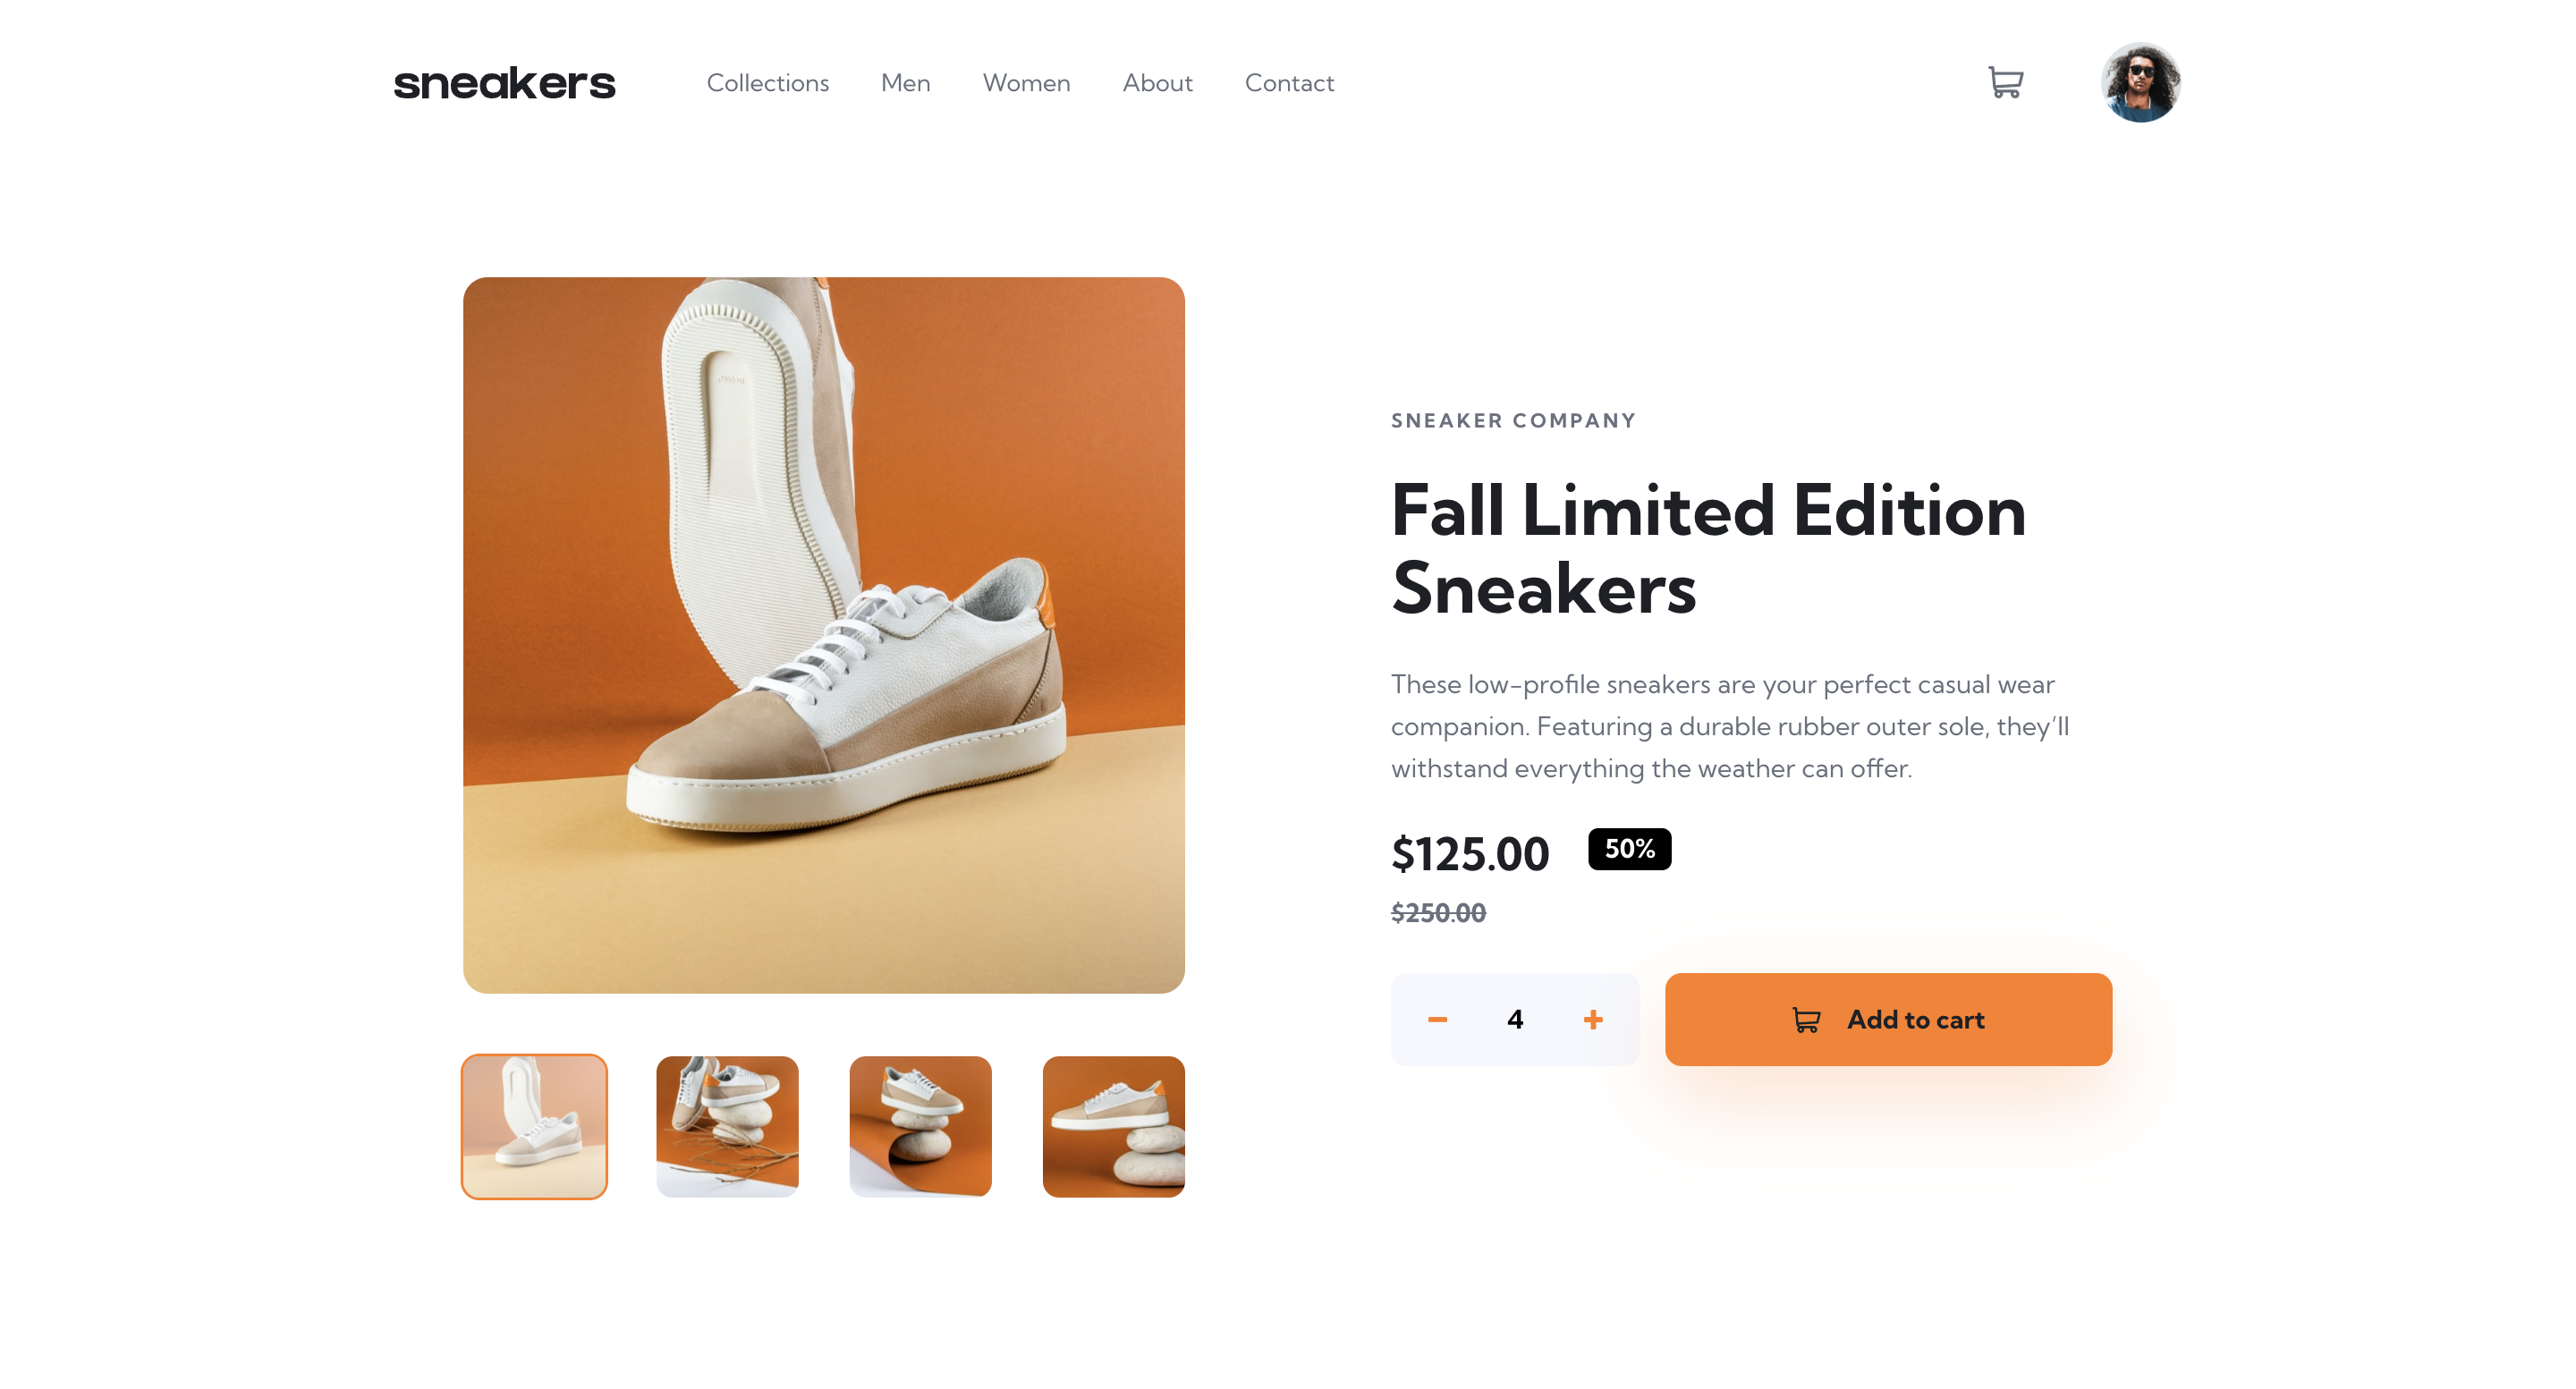 sneakers
Collections
Men
Women
About
Contact
SNEAKER COMPANY
Fall Limited Edition
Sneakers
These low-profile sneakers are your perfect casual wear
companion. Featuring a durable rubber outer sole, they’ll
withstand everything the weather can offer.
$125.00
50%
$250.00
4
Add to cart